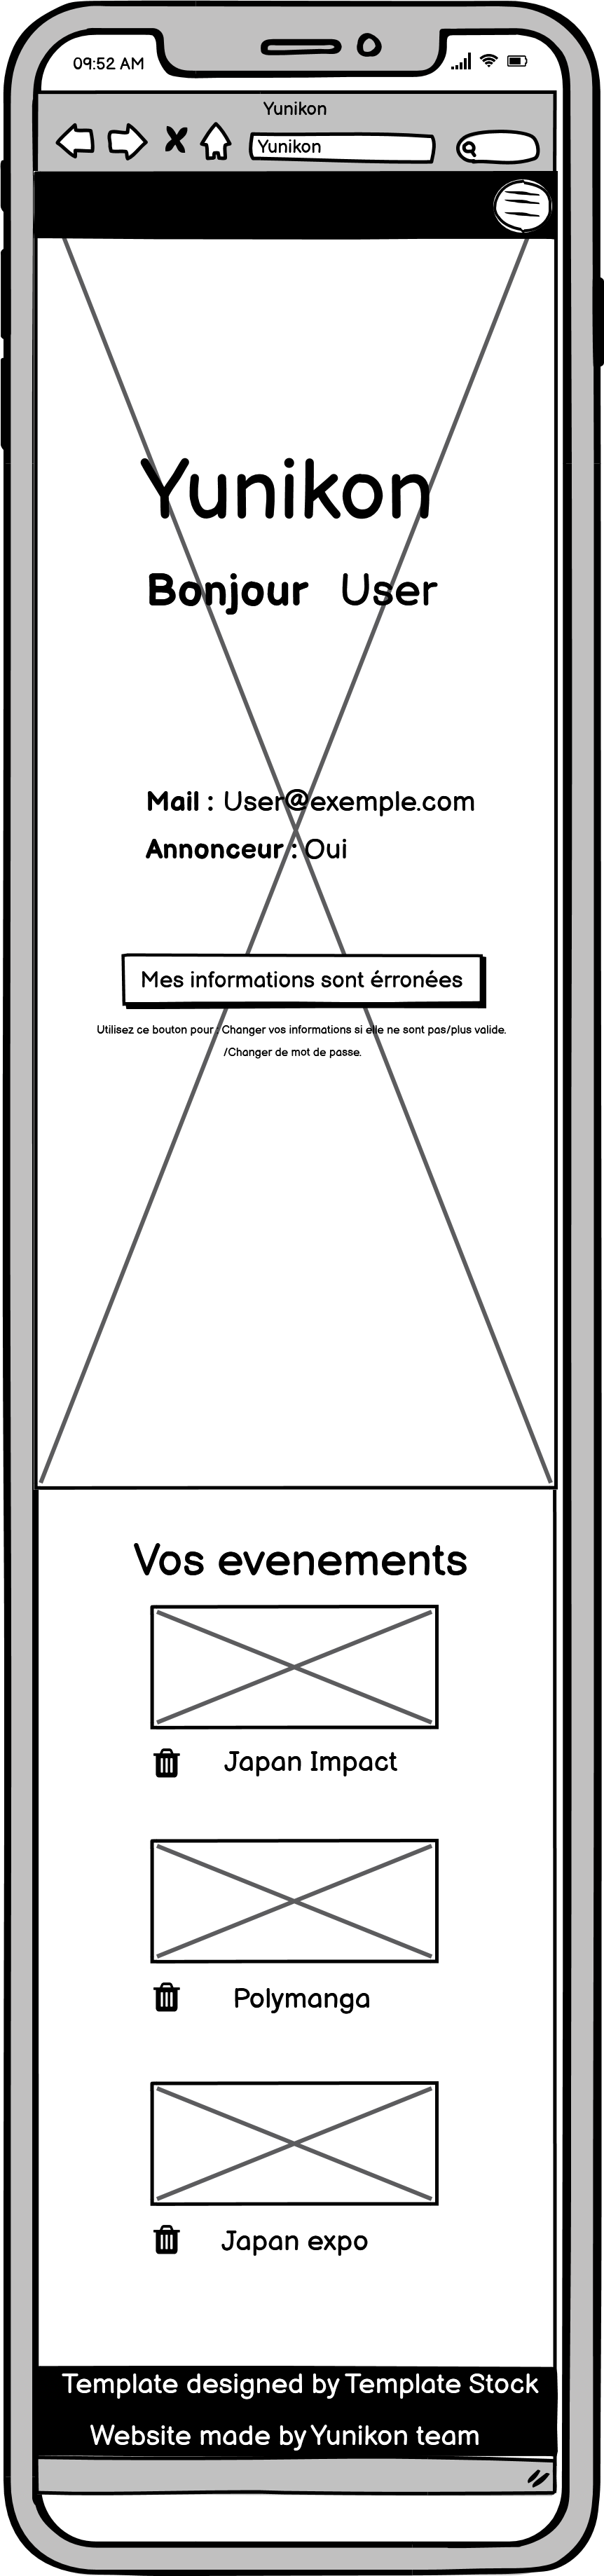 09:52 AM
Yunikon
Yunikon
Yunikon
Bonjour User
Mail : User@exemple.com
Annonceur : Oui
Mes informations sont érronées
Utilisez ce bouton pour : Changer vos informations si elle ne sont pas/plus valide.
/Changer de mot de passe.
Vos evenements
Japan Impact
Polymanga
Japan expo
Template designed by Template Stock
Website made by Yunikon team